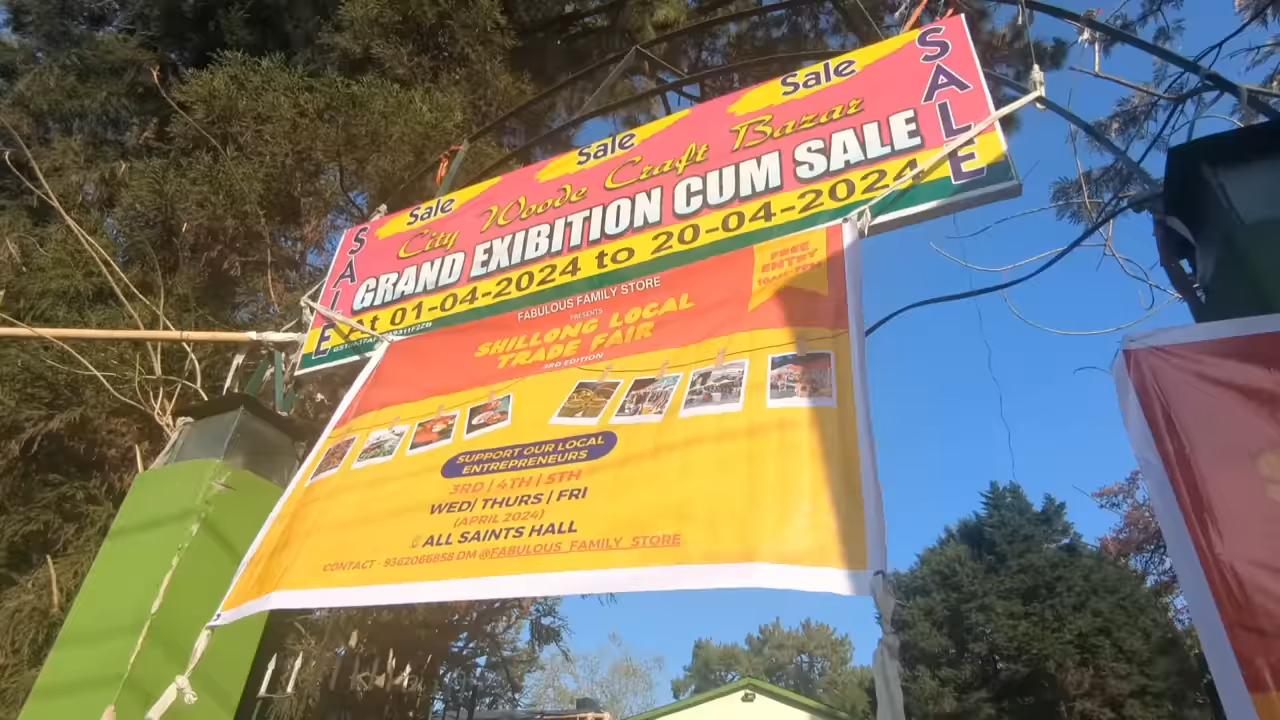 Sale Sale Sale
SALE
SALE
City Woode Craft Bazar
GRAND EXIBITION CUM SALE
At 01-04-2024 to 20-04-2024
FREE
ENTRY
FABULOUS FAMILY STORE
PRESENTS
SHILLONG LOCAL
TRADE FAIR
3RD EDITION
SUPPORT OUR LOCAL
ENTREPRENEURS
3RD | 4TH | 5TH
WED/ THURS | FRI
(APRIL 2024)
ALL SAINTS HALL
CONTACT - 9362066858 DM @FABULOUS_FAMILY_STORE